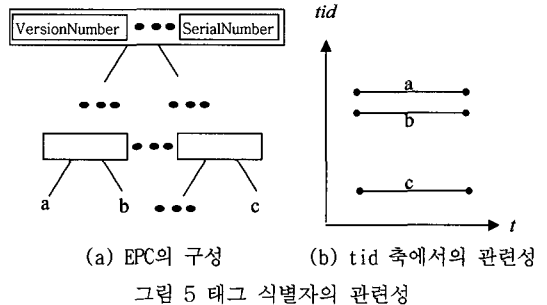 VersionNumber ●●● SerialNumber
tid
a
b
●●● ●●●
●●●
c
a b ●●● c
t
(a) EPC의 구성 (b) tid 축에서의 관련성
그림 5 태그 식별자의 관련성